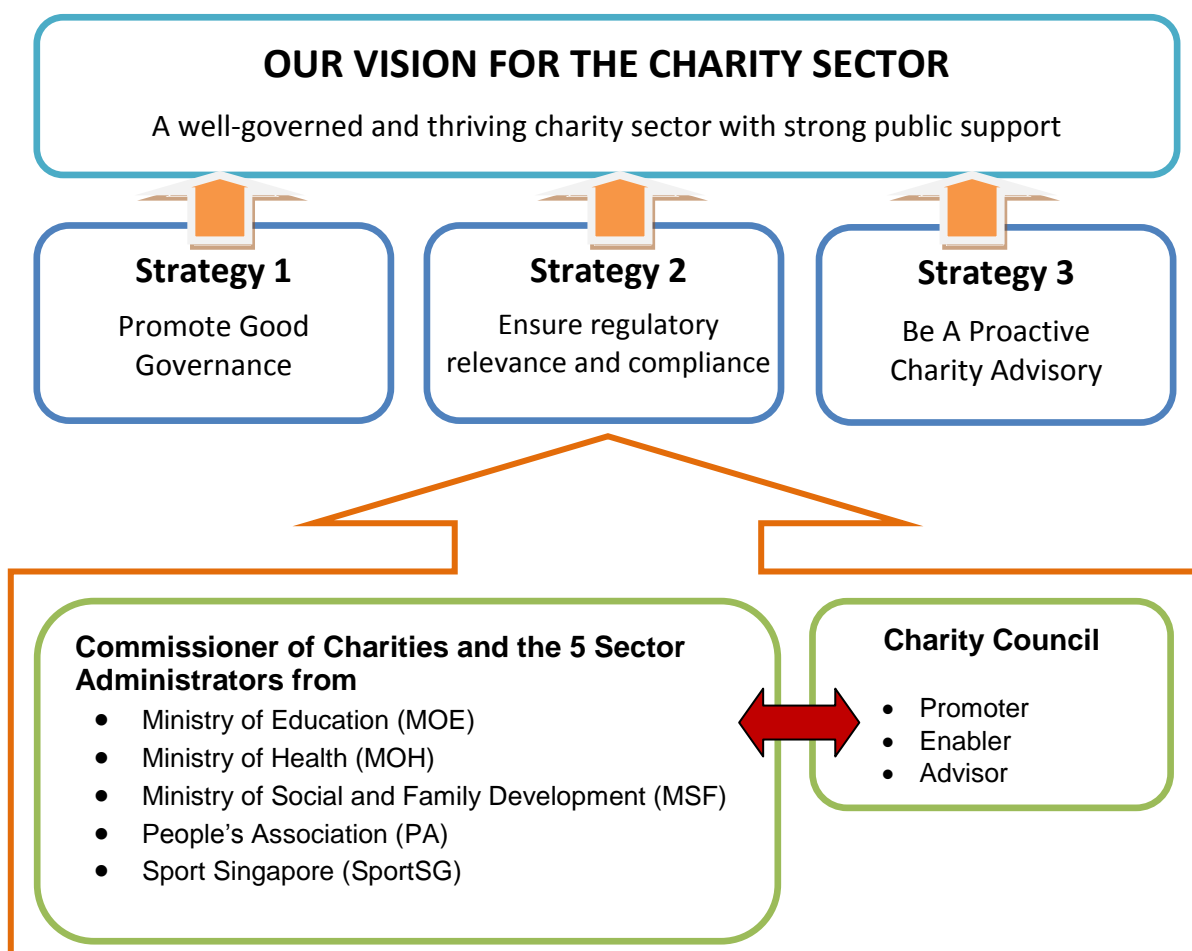 OUR VISION FOR THE CHARITY SECTOR
A well-governed and thriving charity sector with strong public support
Strategy 1
Promote Good
Governance
Strategy 2
Ensure regulatory
relevance and compliance
Strategy 3
Be A Proactive
Charity Advisory
Commissioner of Charities and the 5 Sector
Administrators from
● Ministry of Education (MOE)
● Ministry of Health (MOH)
● Ministry of Social and Family Development (MSF)
● People’s Association (PA)
● Sport Singapore (SportSG)
Charity Council
• Promoter
• Enabler
• Advisor